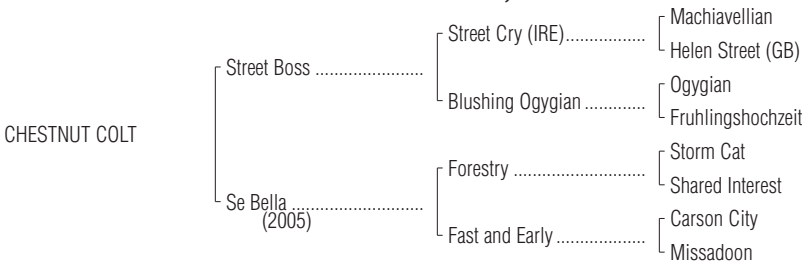 Machiavellian
Street Cry (IRE).................
Helen Street (GB)
Street Boss .......................
Ogygian
Blushing Ogygian .............
Fruhlingshochzeit
CHESTNUT COLT
Storm Cat
Forestry ............................
Shared Interest
Se Bella ............................
(2005)
Carson City
Fast and Early ...................
Missadoon